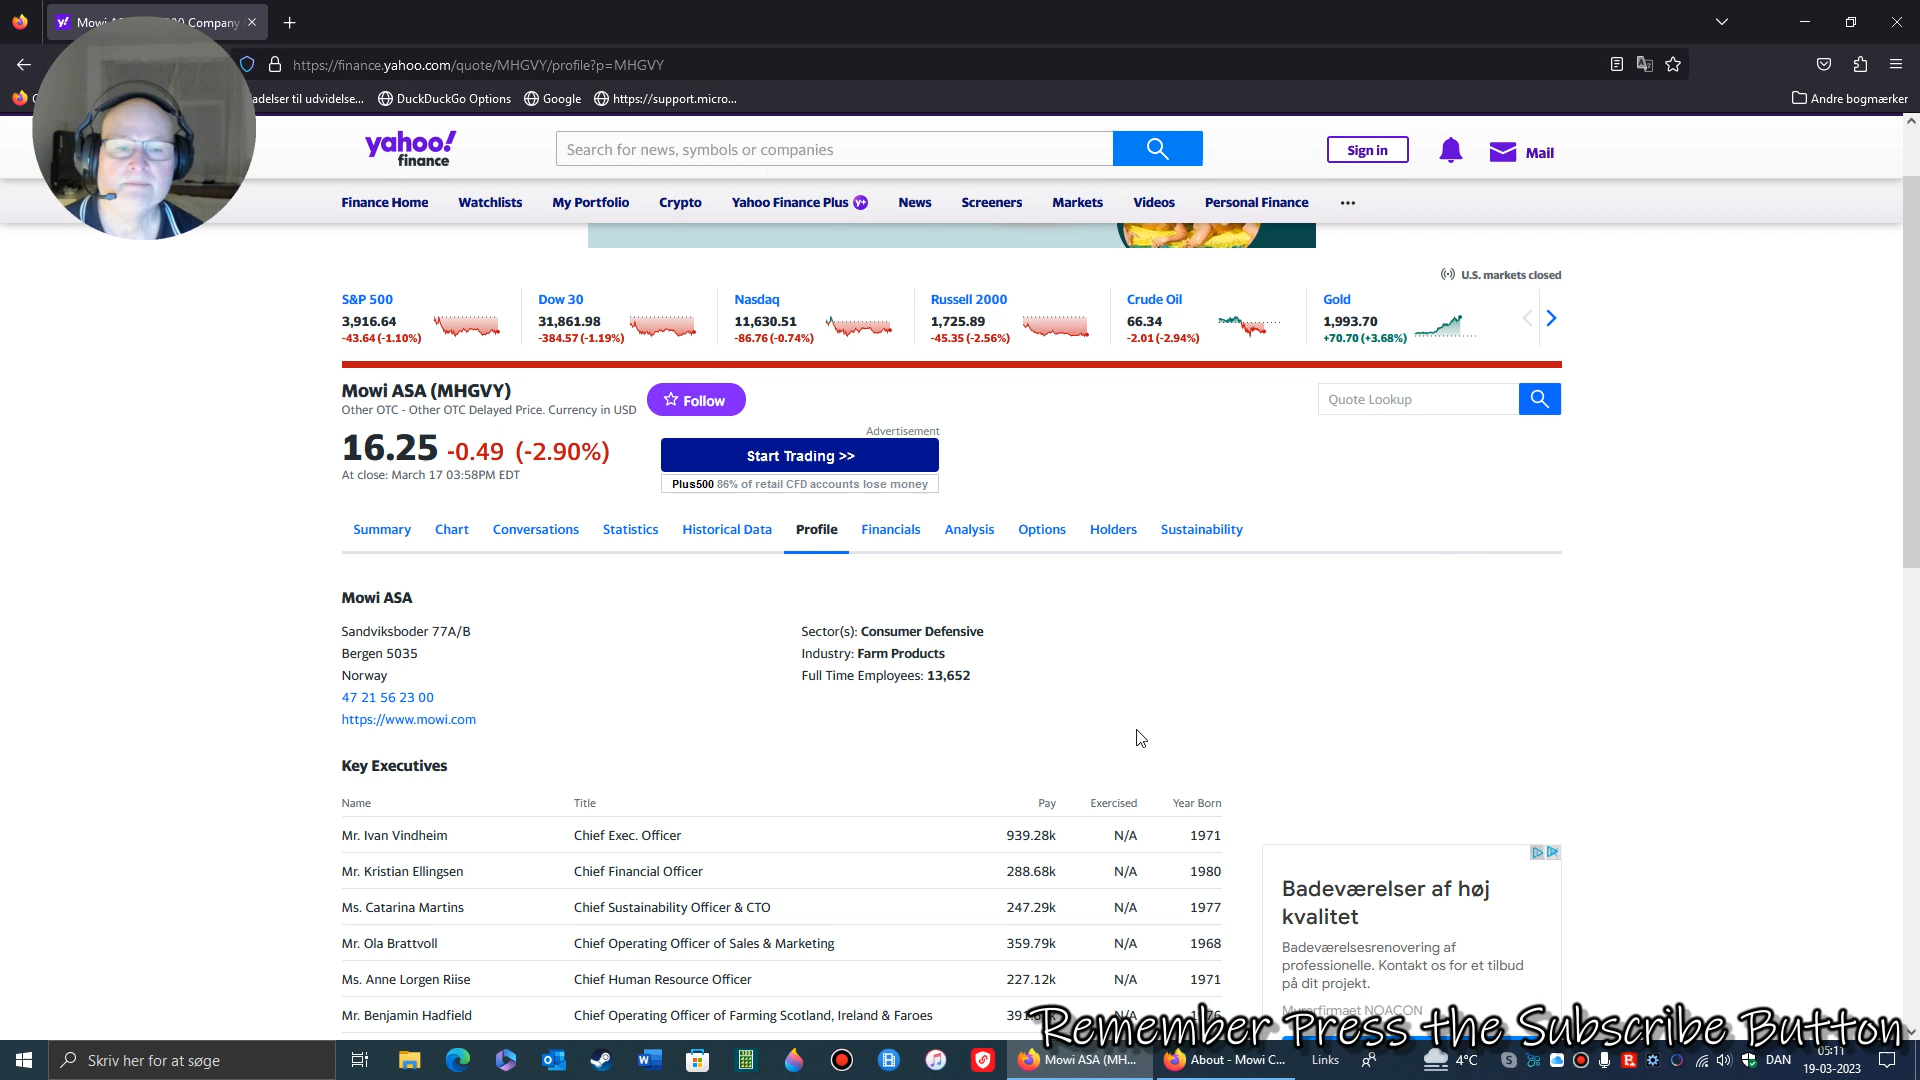 Company
https://finance.yahoo.com/quote/MHGVY/profile?p=MHGVY
adelser til udvidelse...
DuckDuckGo Options
Google
https://support.micro...
Andre bogmærker
yahoo!
finance
Search for news, symbols or companies
Sign in
Mail
Finance Home
Watchlists
My Portfolio
Crypto
Yahoo Finance Plus
News
Screeners
Markets
Videos
Personal Finance
U.S. markets closed
S&P 500
3,916.64
-43.64 (-1.10%)
Dow 30
31,861.98
-384.57 (-1.19%)
Nasdaq
11,630.51
-86.76 (-0.74%)
Russell 2000
1,725.89
-45.35 (-2.56%)
Crude Oil
66.34
-2.01 (-2.94%)
Gold
1,993.70
+70.70 (+3.68%)
Mowi ASA (MHGVY)
Other OTC - Other OTC Delayed Price. Currency in USD
Follow
Quote Lookup
16.25 -0.49 (-2.90%)
At close: March 17 03:58PM EDT
Advertisement
Start Trading >>
Plus500 86% of retail CFD accounts lose money
Summary
Chart
Conversations
Statistics
Historical Data
Profile
Financials
Analysis
Options
Holders
Sustainability
Mowi ASA
Sandviksboder 77A/B
Bergen 5035
Norway
47 21 56 23 00
https://www.mowi.com
Sector(s): Consumer Defensive
Industry: Farm Products
Full Time Employees: 13,652
Key Executives
Name Title Pay Exercised Year Born
Mr. Ivan Vindheim Chief Exec. Officer 939.28k N/A 1971
Mr. Kristian Ellingsen Chief Financial Officer 288.68k N/A 1980
Ms. Catarina Martins Chief Sustainability Officer & CTO 247.29k N/A 1977
Mr. Ola Brattvoll Chief Operating Officer of Sales & Marketing 359.79k N/A 1968
Ms. Anne Lorgen Riise Chief Human Resource Officer 227.12k N/A 1971
Mr. Benjamin Hadfield Chief Operating Officer of Farming Scotland, Ireland & Faroes
Badeværelser af høj
kvalitet
Badeværelsesrenovering af
professionelle. Kontakt os for et tilbud
på dit projekt.
Murerfirmaet NOACON
Remember Press the Subscribe Button
Skriv her for at søge
Mowi ASA (MH...
About - Mowi C...
Links
4°C
DAN
05:11
19-03-2023